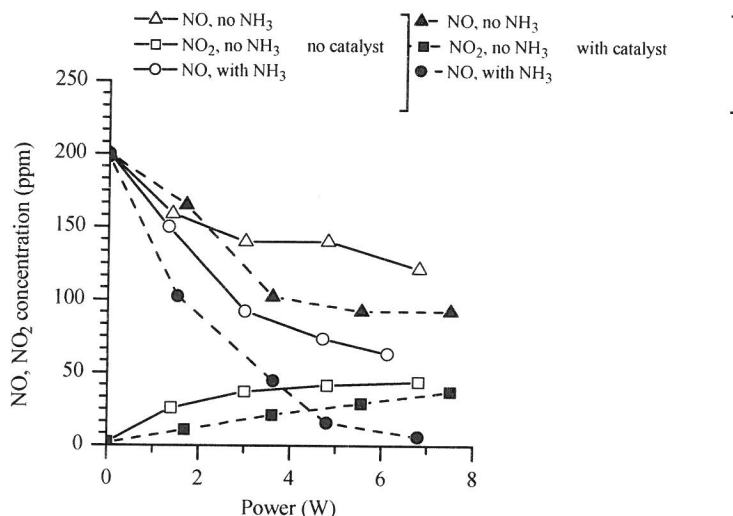 NO, no NH3
NO2, no NH3 no catalyst
NO, with NH3
NO, no NH3
NO2, no NH3 with catalyst
NO, with NH3
NO, NO2 concentration (ppm)
250
200
150
100
50
0
0 2 4 6 8
Power (W)